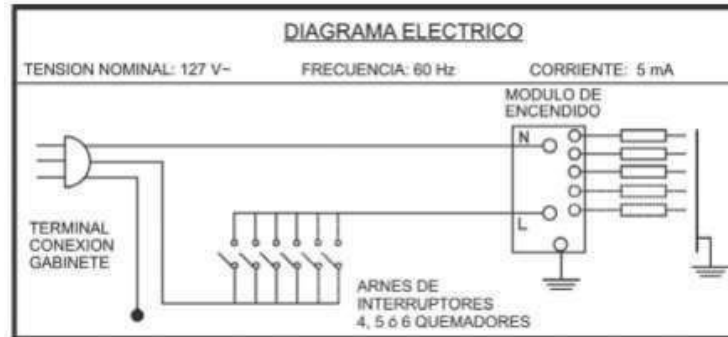 DIAGRAMA ELECTRICO
TENSION NOMINAL: 127 V~ FRECUENCIA: 60 Hz CORRIENTE: 5 mA
MODULO DE
ENCENDIDO
N
L
TERMINAL
CONEXION
GABINETE
ARNES DE
INTERRUPTORES
4, 5 ó 6 QUEMADORES